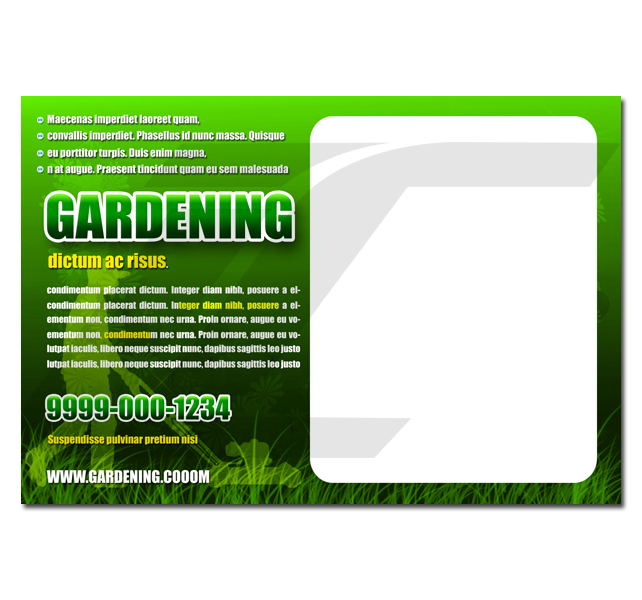 Maecenas imperdiet laoreet quam,
convallis imperdiet. Phasellus id nunc massa. Quisque
eu porttitor turpis. Duis enim magna,
n at augue. Praesent tincidunt quam eu sem malesuada
GARDENING
dictum ac risus.
condimentum placerat dictum. Integer diam nibh, posuere a el-
condimentum placerat dictum. Integer diam nibh, posuere a el-
ementum non, condimentum nec urna. Proin ornare, augue eu vo-
ementum non, condimentum nec urna. Proin ornare, augue eu vo-
lutpat iaculis, libero neque suscipit nunc, dapibus sagittis leo justo
lutpat iaculis, libero neque suscipit nunc, dapibus sagittis leo justo
9999-000-1234
Suspendisse pulvinar pretium nisi
WWW.GARDENING.COOOM